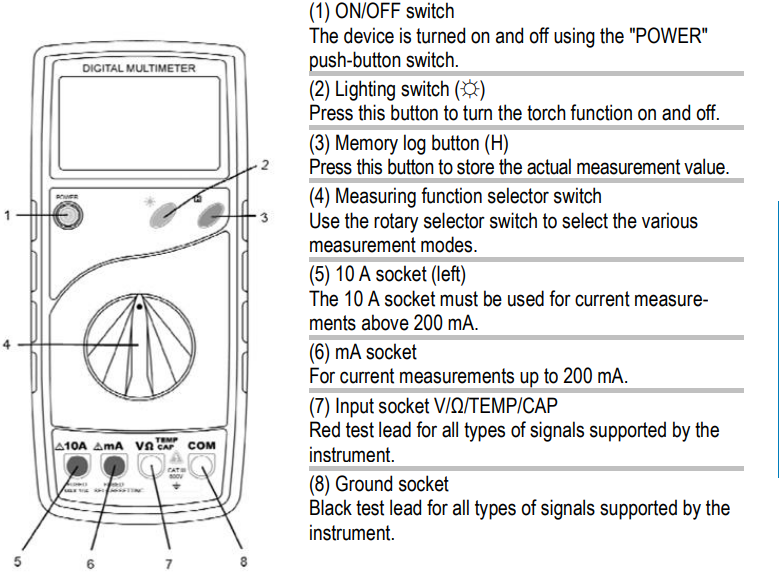 DIGITAL MULTIMETER
POWER
1
2
3
4
10A
mA
VΩ
TEMP
CAP
COM
CAT III
600V
5
6
7
8
(1) ON/OFF switch
The device is turned on and off using the "POWER"
push-button switch.
(2) Lighting switch (☼)
Press this button to turn the torch function on and off.
(3) Memory log button (H)
Press this button to store the actual measurement value.
(4) Measuring function selector switch
Use the rotary selector switch to select the various
measurement modes.
(5) 10 A socket (left)
The 10 A socket must be used for current measure-
ments above 200 mA.
(6) mA socket
For current measurements up to 200 mA.
(7) Input socket V/Ω/TEMP/CAP
Red test lead for all types of signals supported by the
instrument.
(8) Ground socket
Black test lead for all types of signals supported by the
instrument.